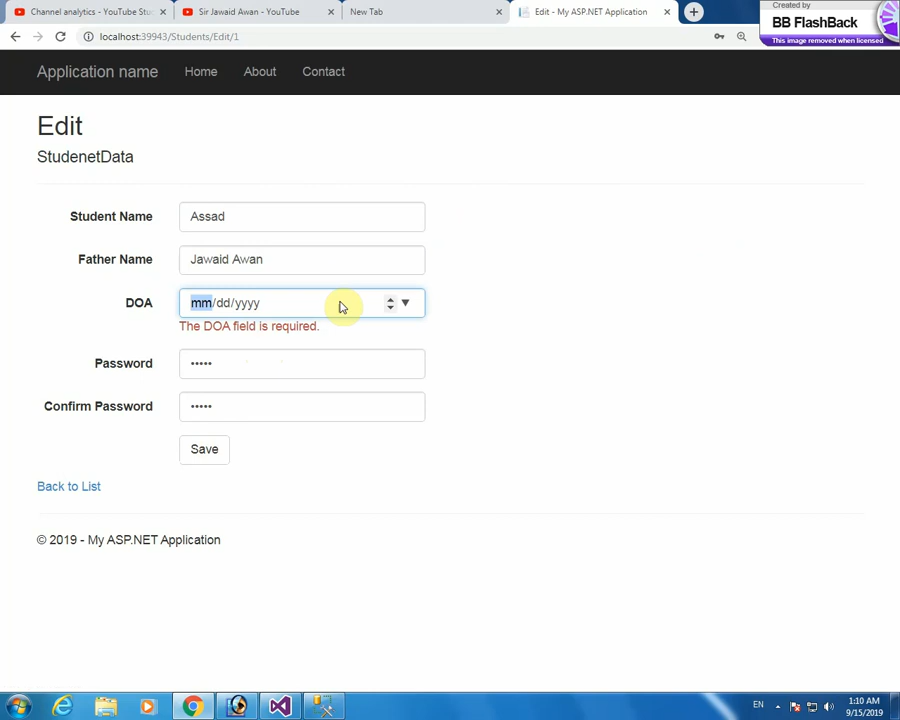 Channel analytics - YouTube Stu
Sir Jawaid Awan - YouTube
New Tab
Edit - My ASP.NET Application
Created by
BB FlashBack
This image removed when licensed
localhost:39943/Students/Edit/1
Application name
Home
About
Contact
Edit
StudenetData
Student Name
Assad
Father Name
Jawaid Awan
DOA
mm/dd/yyyy
The DOA field is required.
Password
•••••
Confirm Password
•••••
Save
Back to List
© 2019 - My ASP.NET Application
EN
1:10 AM
9/15/2019